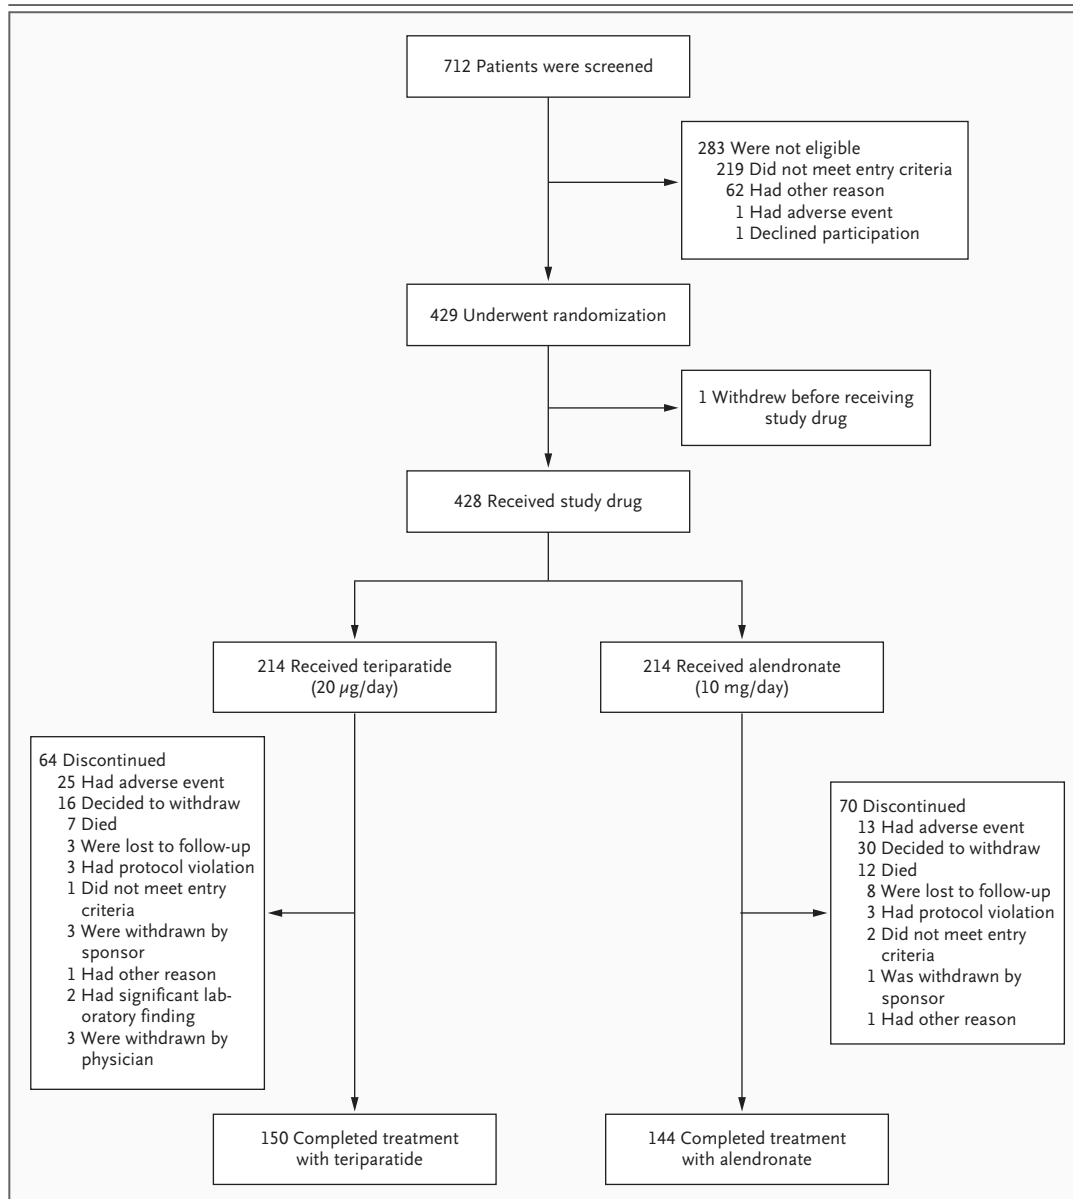 712 Patients were screened
283 Were not eligible
219 Did not meet entry criteria
62 Had other reason
1 Had adverse event
1 Declined participation
429 Underwent randomization
1 Withdrew before receiving
study drug
428 Received study drug
214 Received teriparatide
(20 µg/day)
214 Received alendronate
(10 mg/day)
64 Discontinued
25 Had adverse event
16 Decided to withdraw
7 Died
3 Were lost to follow-up
3 Had protocol violation
1 Did not meet entry
criteria
3 Were withdrawn by
sponsor
1 Had other reason
2 Had significant lab-
oratory finding
3 Were withdrawn by
physician
70 Discontinued
13 Had adverse event
30 Decided to withdraw
12 Died
8 Were lost to follow-up
3 Had protocol violation
2 Did not meet entry
criteria
1 Was withdrawn by
sponsor
1 Had other reason
150 Completed treatment
with teriparatide
144 Completed treatment
with alendronate